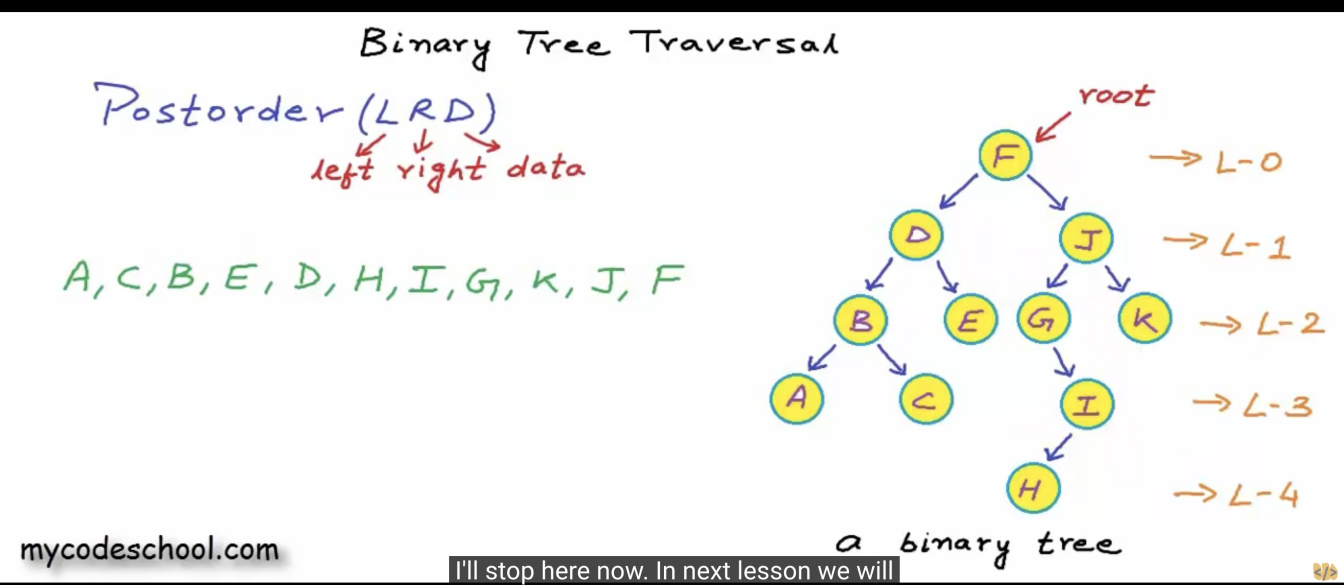 Binary Tree Traversal
Postorder (LRD)
left right data
A, C, B, E, D, H, I, G, K, J, F
root
F → L-0
D J → L-1
B E G K → L-2
A C I → L-3
H → L-4
a binary tree
mycodeschool.com
I'll stop here now. In next lesson we will